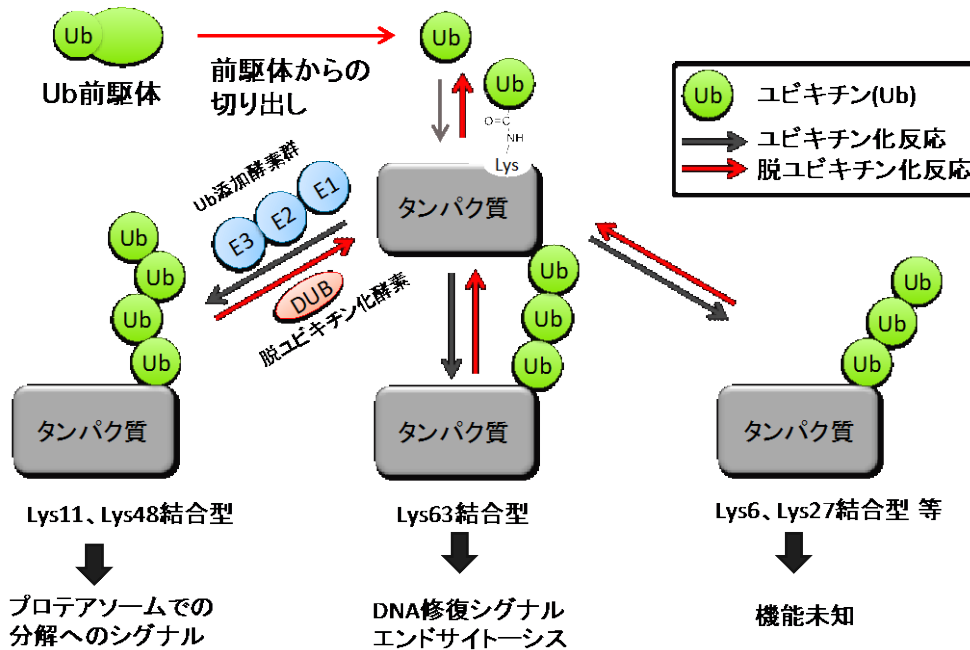 Ub
Ub前駆体
前駆体からの
切り出し
Ub
Ub
O=C
NH
Lys
タンパク質
Ub
ユビキチン(Ub)
ユビキチン化反応
脱ユビキチン化反応
Ub添加酵素群
E1
E2
E3
DUB
脱ユビキチン化酵素
Ub
Ub
Ub
Ub
タンパク質
Lys11、Lys48結合型
プロテアソームでの
分解へのシグナル
Ub
Ub
Ub
タンパク質
Lys63結合型
DNA修復シグナル
エンドサイトーシス
Ub
Ub
Ub
タンパク質
Lys6、Lys27結合型 等
機能未知